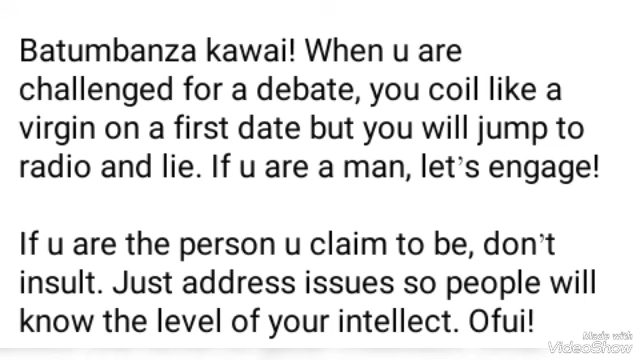 Batumbanza kawai! When u are
challenged for a debate, you coil like a
virgin on a first date but you will jump to
radio and lie. If u are a man, let's engage!
If u are the person u claim to be, don't
insult. Just address issues so people will
know the level of your intellect. Ofui!
Made with
VideoShow